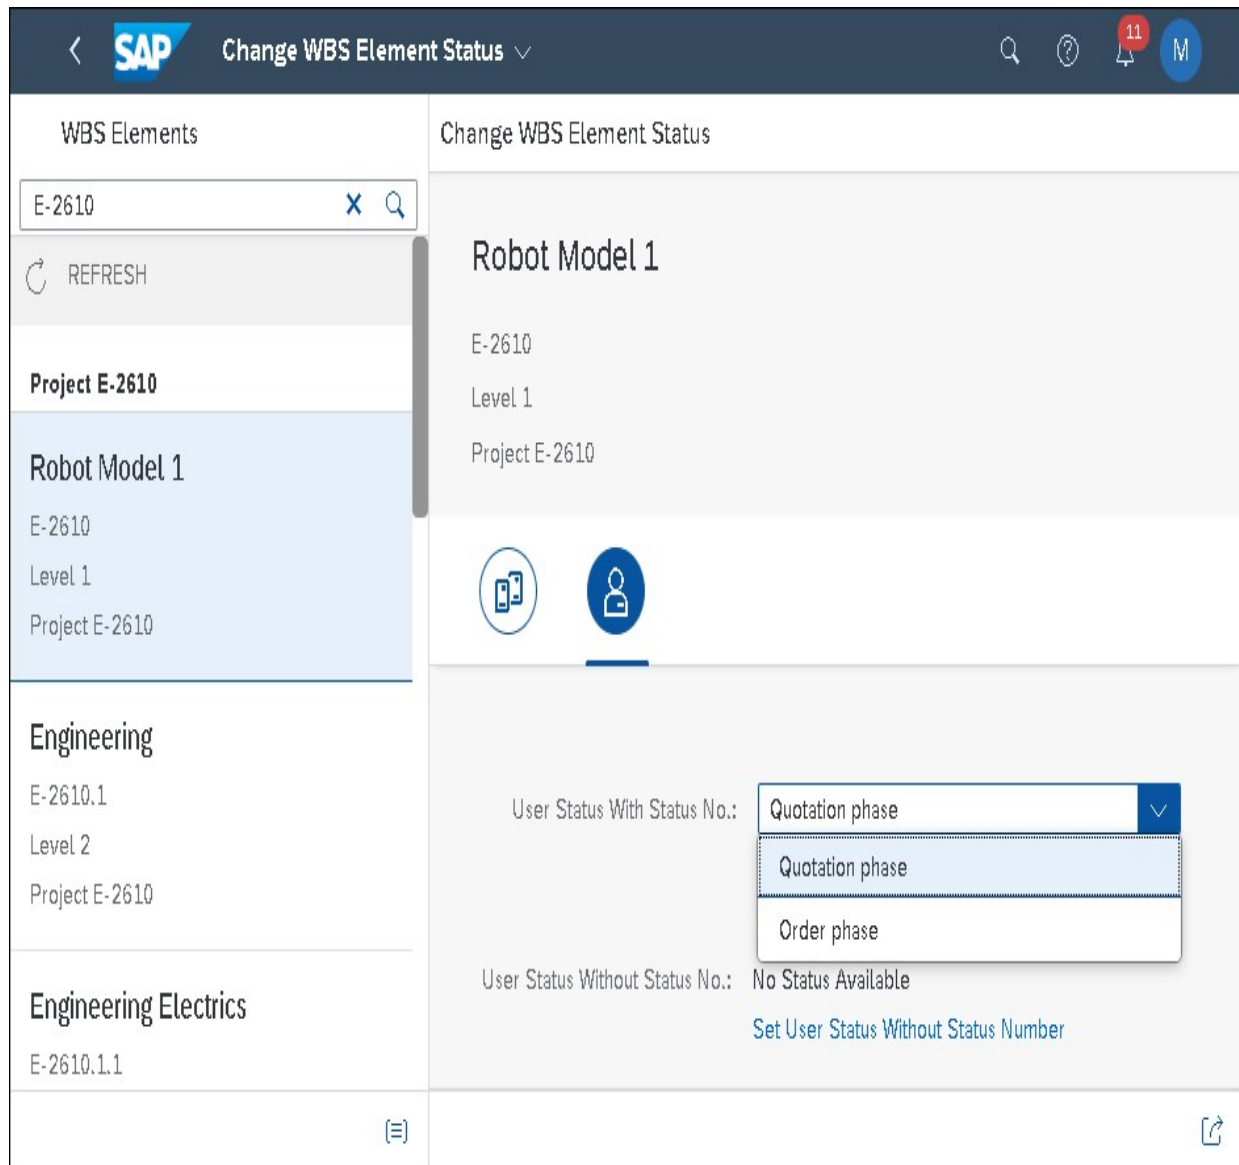 SAP Change WBS Element Status
11
M
WBS Elements
E-2610
REFRESH
Project E-2610
Robot Model 1
E-2610
Level 1
Project E-2610
Engineering
E-2610.1
Level 2
Project E-2610
Engineering Electrics
E-2610.1.1
Change WBS Element Status
Robot Model 1
E-2610
Level 1
Project E-2610
User Status With Status No.: Quotation phase
Quotation phase
Order phase
User Status Without Status No.: No Status Available
Set User Status Without Status Number